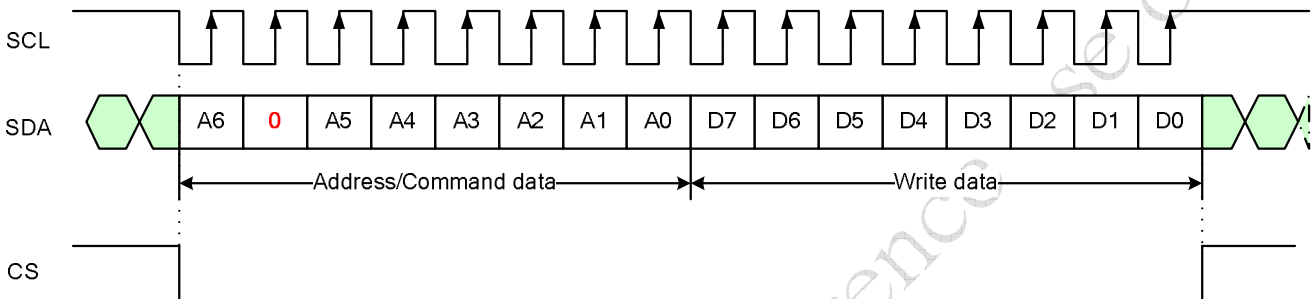 SCL
SDA A6 0 A5 A4 A3 A2 A1 A0 D7 D6 D5 D4 D3 D2 D1 D0
Address/Command data Write data
CS